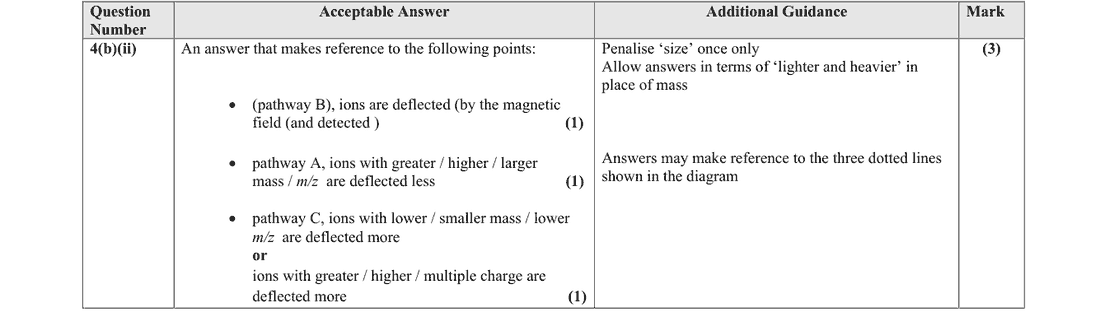 Question Number
Acceptable Answer
Additional Guidance
Mark
4(b)(ii)
An answer that makes reference to the following points:
• (pathway B), ions are deflected (by the magnetic
field (and detected ) (1)
• pathway A, ions with greater / higher / larger
mass / m/z are deflected less (1)
• pathway C, ions with lower / smaller mass / lower
m/z are deflected more
or
ions with greater / higher / multiple charge are
deflected more (1)
Penalise ‘size’ once only
Allow answers in terms of ‘lighter and heavier’ in
place of mass
Answers may make reference to the three dotted lines
shown in the diagram
(3)